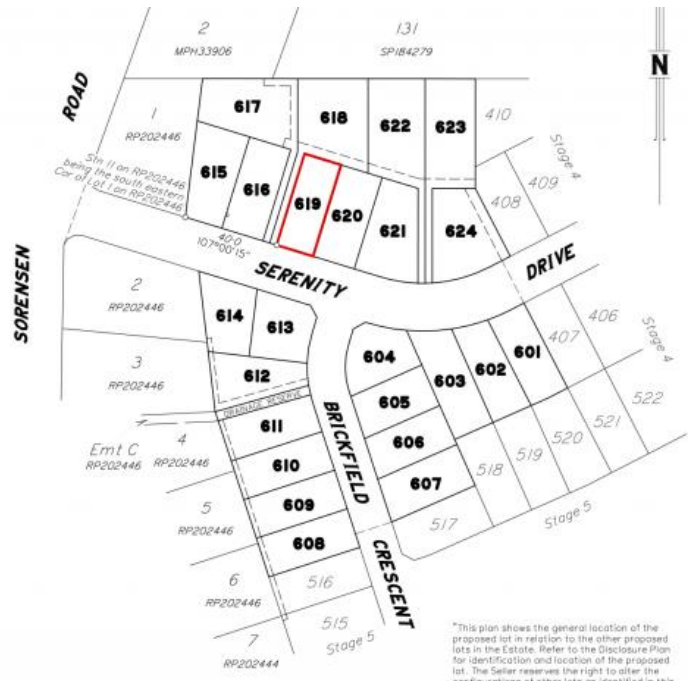 2
MPH33906
131
SP184279
N
ROAD
1
RP202446
617
618
622
623
410
Stage 4
615
616
619
620
621
624
408
409
Stn II on RP202446
being the south eastern
Cor of Lot 1 on RP202446
40·0
107°00'15"
SERENITY
DRIVE
SORENSEN
2
RP202446
614
613
604
603
602
601
407
406
Stage 4
3
RP202446
612
605
DRAINAGE RESERVE
BRICKFIELD
CRESCENT
611
606
522
521
520
519
518
Emt C
RP202446
4
RP202446
610
607
517
Stage 5
5
RP202446
609
608
6
RP202446
516
515
Stage 5
7
RP202444
"This plan shows the general location of the
proposed lot in relation to the other proposed
lots in the Estate. Refer to the Disclosure Plan
for identification and location of the proposed
lot. The Seller reserves the right to alter the